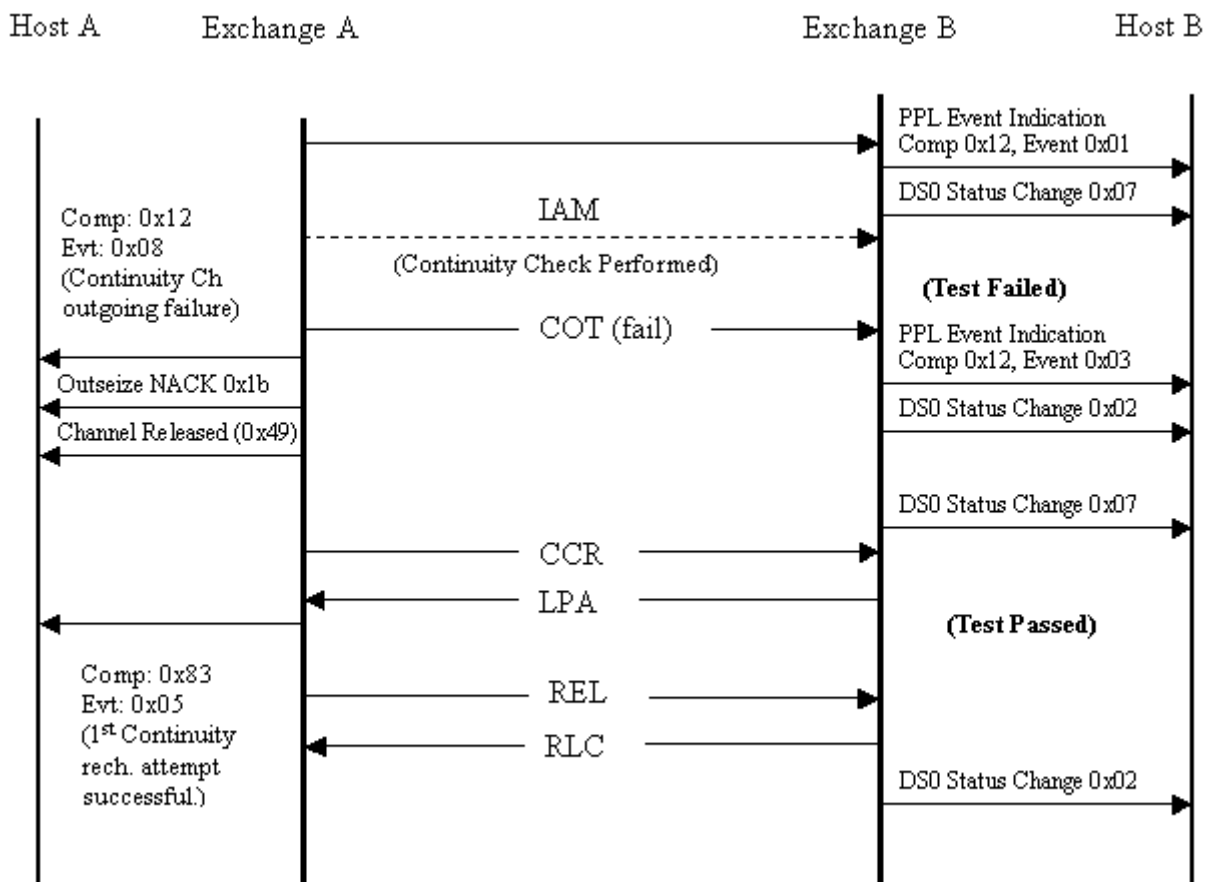 Host A
Exchange A
Exchange B
Host B
PPL Event Indication
Comp 0x12, Event 0x01
DS0 Status Change 0x07
IAM
Comp: 0x12
Evt: 0x08
(Continuity Ch
outgoing failure)
(Continuity Check Performed)
(Test Failed)
COT (fail)
PPL Event Indication
Comp 0x12, Event 0x03
Outseize NACK 0x1b
DS0 Status Change 0x02
Channel Released (0x49)
DS0 Status Change 0x07
CCR
LPA
(Test Passed)
Comp: 0x83
Evt: 0x05
(1st Continuity
rech. attempt
successful.)
REL
RLC
DS0 Status Change 0x02